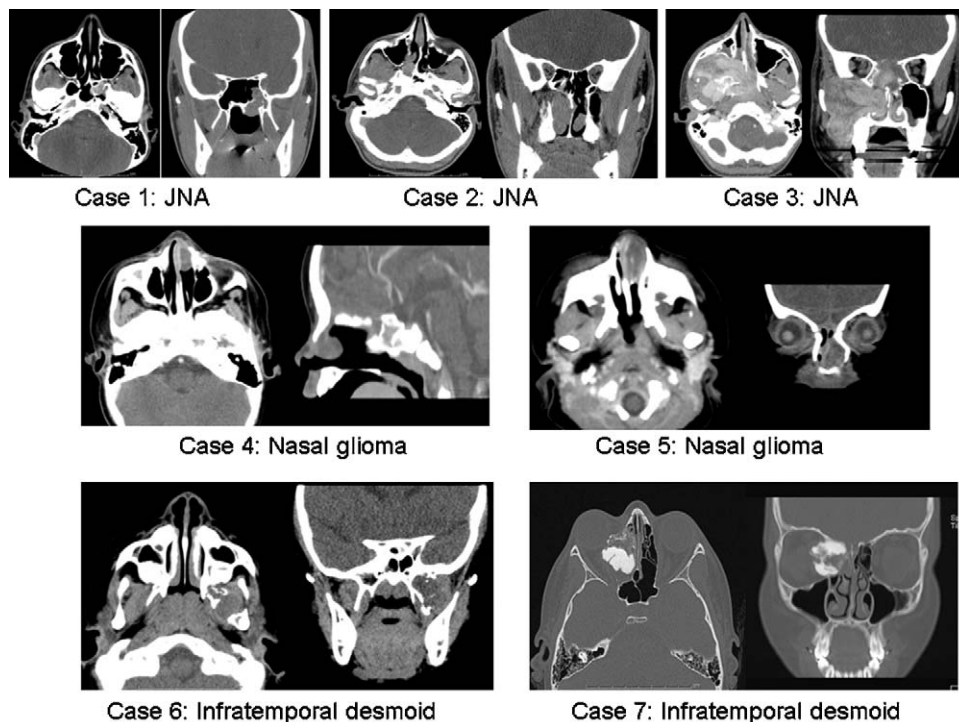 Case 1: JNA
Case 2: JNA
Case 3: JNA
Case 4: Nasal glioma
Case 5: Nasal glioma
Case 6: Infratemporal desmoid
Case 7: Infratemporal desmoid